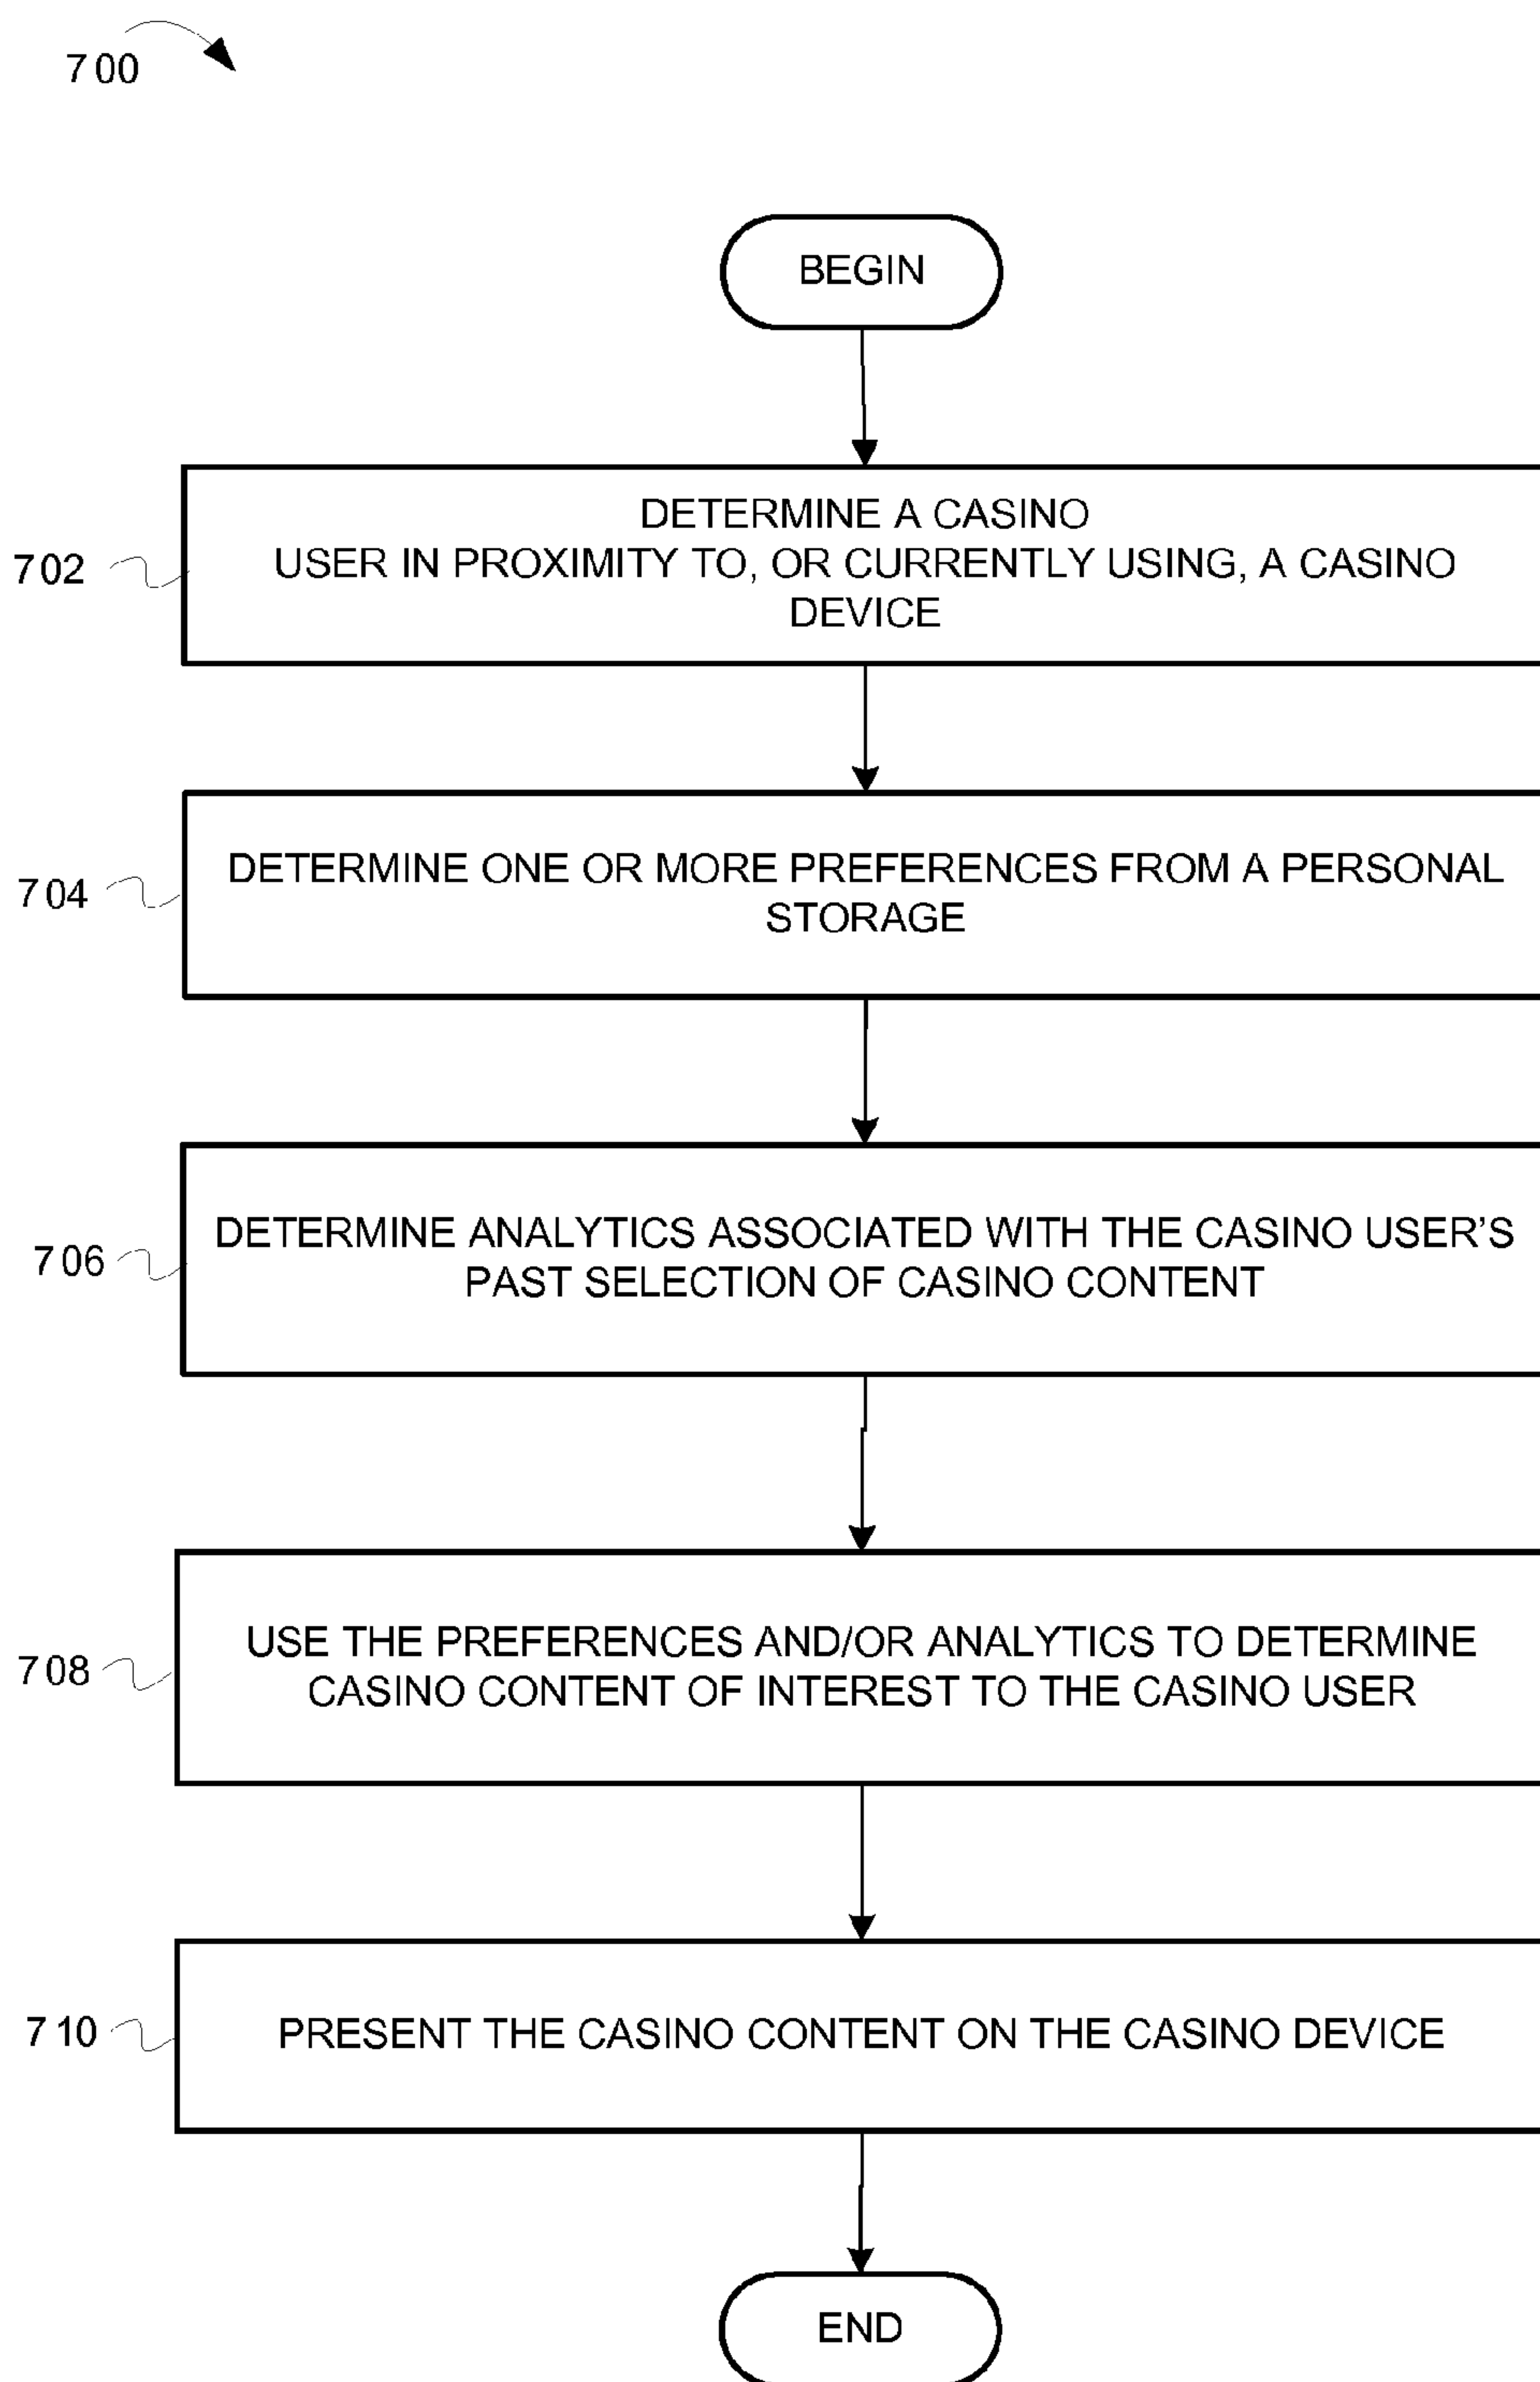 700
BEGIN
702
DETERMINE A CASINO
USER IN PROXIMITY TO, OR CURRENTLY USING, A CASINO
DEVICE
704
DETERMINE ONE OR MORE PREFERENCES FROM A PERSONAL
STORAGE
706
DETERMINE ANALYTICS ASSOCIATED WITH THE CASINO USER'S
PAST SELECTION OF CASINO CONTENT
708
USE THE PREFERENCES AND/OR ANALYTICS TO DETERMINE
CASINO CONTENT OF INTEREST TO THE CASINO USER
710
PRESENT THE CASINO CONTENT ON THE CASINO DEVICE
END